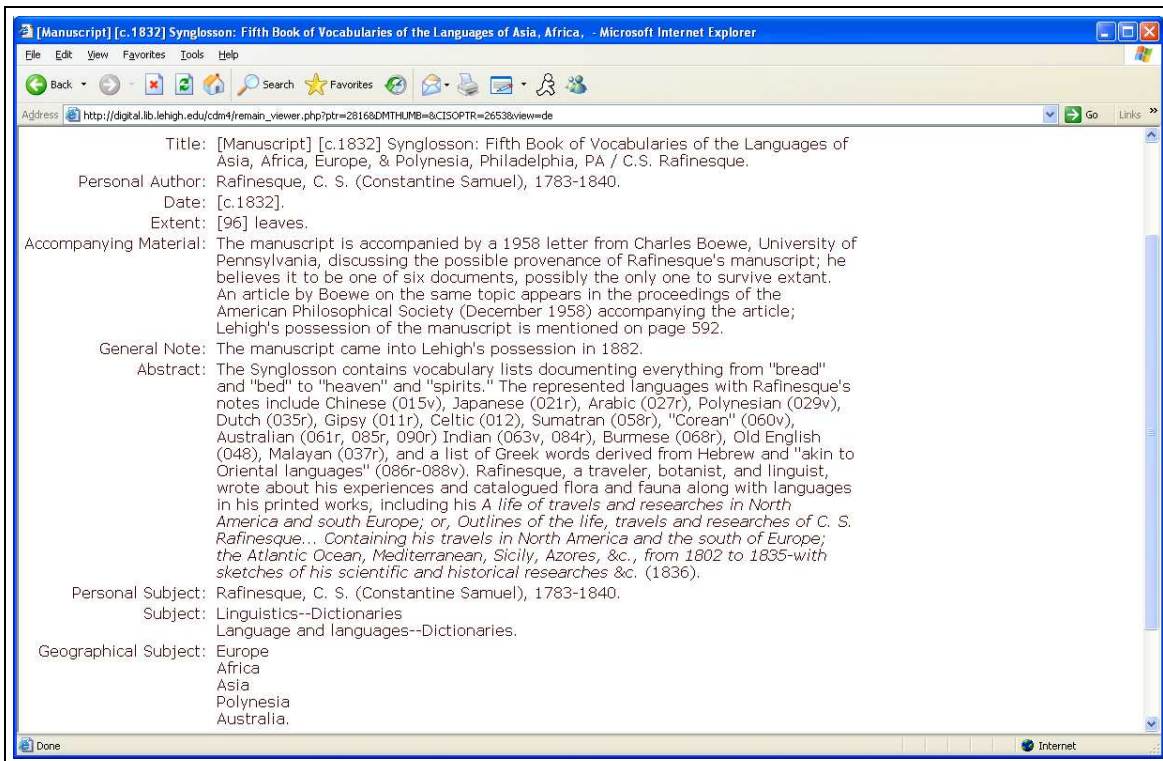 [Manuscript] [c.1832] Synglosson: Fifth Book of Vocabularies of the Languages of Asia, Africa, - Microsoft Internet Explorer
File Edit View Favorites Tools Help
Back Search Favorites
Address http://digital.lib.lehigh.edu/cdm4/remain_viewer.php?ptr=2816&DMTHUMB=&CISOPTR=2653&view=de Go Links »
Title: [Manuscript] [c.1832] Synglosson: Fifth Book of Vocabularies of the Languages of
Asia, Africa, Europe, & Polynesia, Philadelphia, PA / C.S. Rafinesque.
Personal Author: Rafinesque, C. S. (Constantine Samuel), 1783-1840.
Date: [c.1832].
Extent: [96] leaves.
Accompanying Material: The manuscript is accompanied by a 1958 letter from Charles Boewe, University of
Pennsylvania, discussing the possible provenance of Rafinesque's manuscript; he
believes it to be one of six documents, possibly the only one to survive extant.
An article by Boewe on the same topic appears in the proceedings of the
American Philosophical Society (December 1958) accompanying the article;
Lehigh's possession of the manuscript is mentioned on page 592.
General Note: The manuscript came into Lehigh's possession in 1882.
Abstract: The Synglosson contains vocabulary lists documenting everything from "bread"
and "bed" to "heaven" and "spirits." The represented languages with Rafinesque's
notes include Chinese (015v), Japanese (021r), Arabic (027r), Polynesian (029v),
Dutch (035r), Gipsy (011r), Celtic (012), Sumatran (058r), "Corean" (060v),
Australian (061r, 085r, 090r) Indian (063v, 084r), Burmese (068r), Old English
(048), Malayan (037r), and a list of Greek words derived from Hebrew and "akin to
Oriental languages" (086r-088v). Rafinesque, a traveler, botanist, and linguist,
wrote about his experiences and catalogued flora and fauna along with languages
in his printed works, including his A life of travels and researches in North
America and south Europe; or, Outlines of the life, travels and researches of C. S.
Rafinesque... Containing his travels in North America and the south of Europe;
the Atlantic Ocean, Mediterranean, Sicily, Azores, &c., from 1802 to 1835-with
sketches of his scientific and historical researches &c. (1836).
Personal Subject: Rafinesque, C. S. (Constantine Samuel), 1783-1840.
Subject: Linguistics--Dictionaries
Language and languages--Dictionaries.
Geographical Subject: Europe
Africa
Asia
Polynesia
Australia.
Done Internet